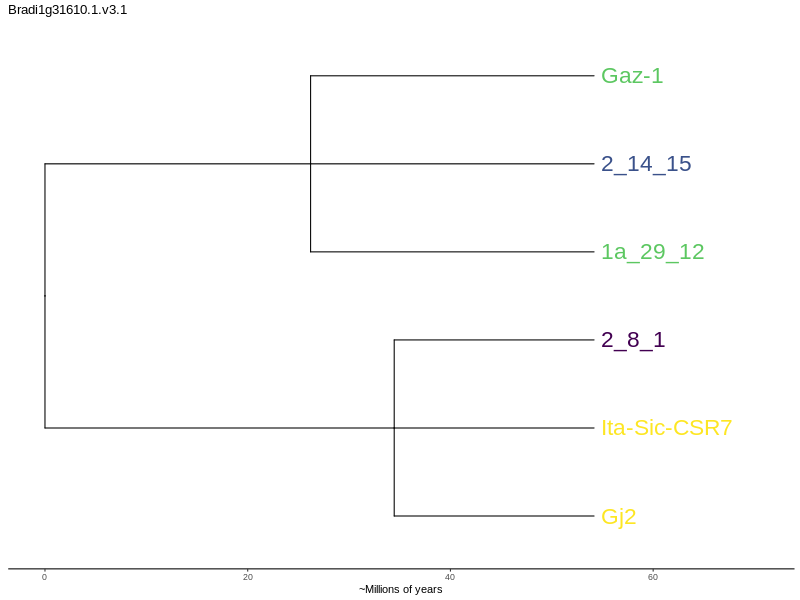 Bradi1g31610.1.v3.1
Gaz-1
2_14_15
1a_29_12
2_8_1
Ita-Sic-CSR7
Gj2
0 20 40 60
~Millions of years